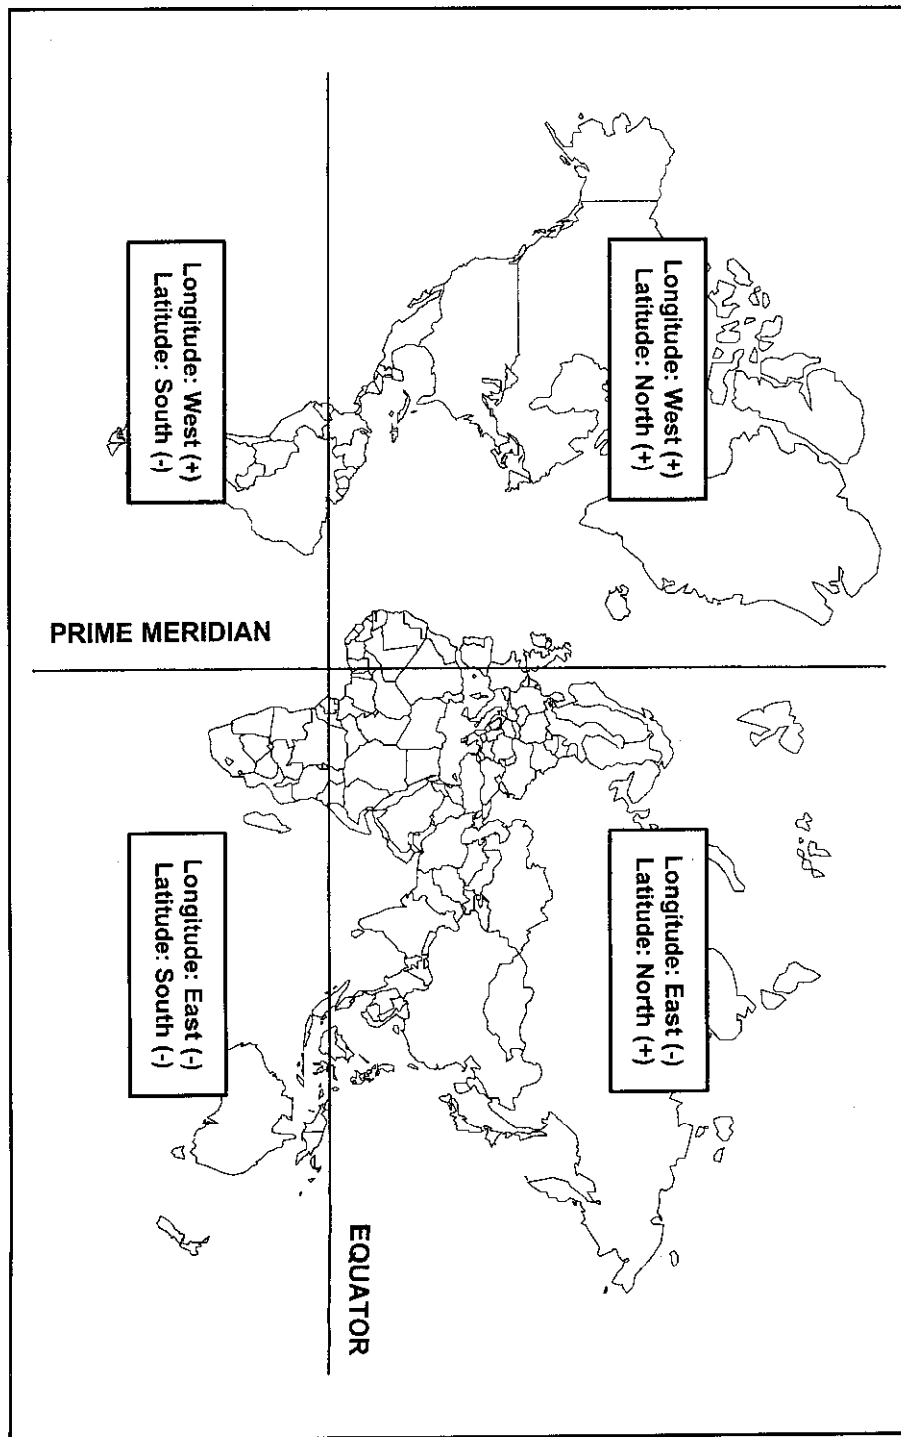 Longitude: West (+)
Latitude: North (+)
Longitude: East (-)
Latitude: North (+)
EQUATOR
PRIME MERIDIAN
Longitude: West (+)
Latitude: South (-)
Longitude: East (-)
Latitude: South (-)